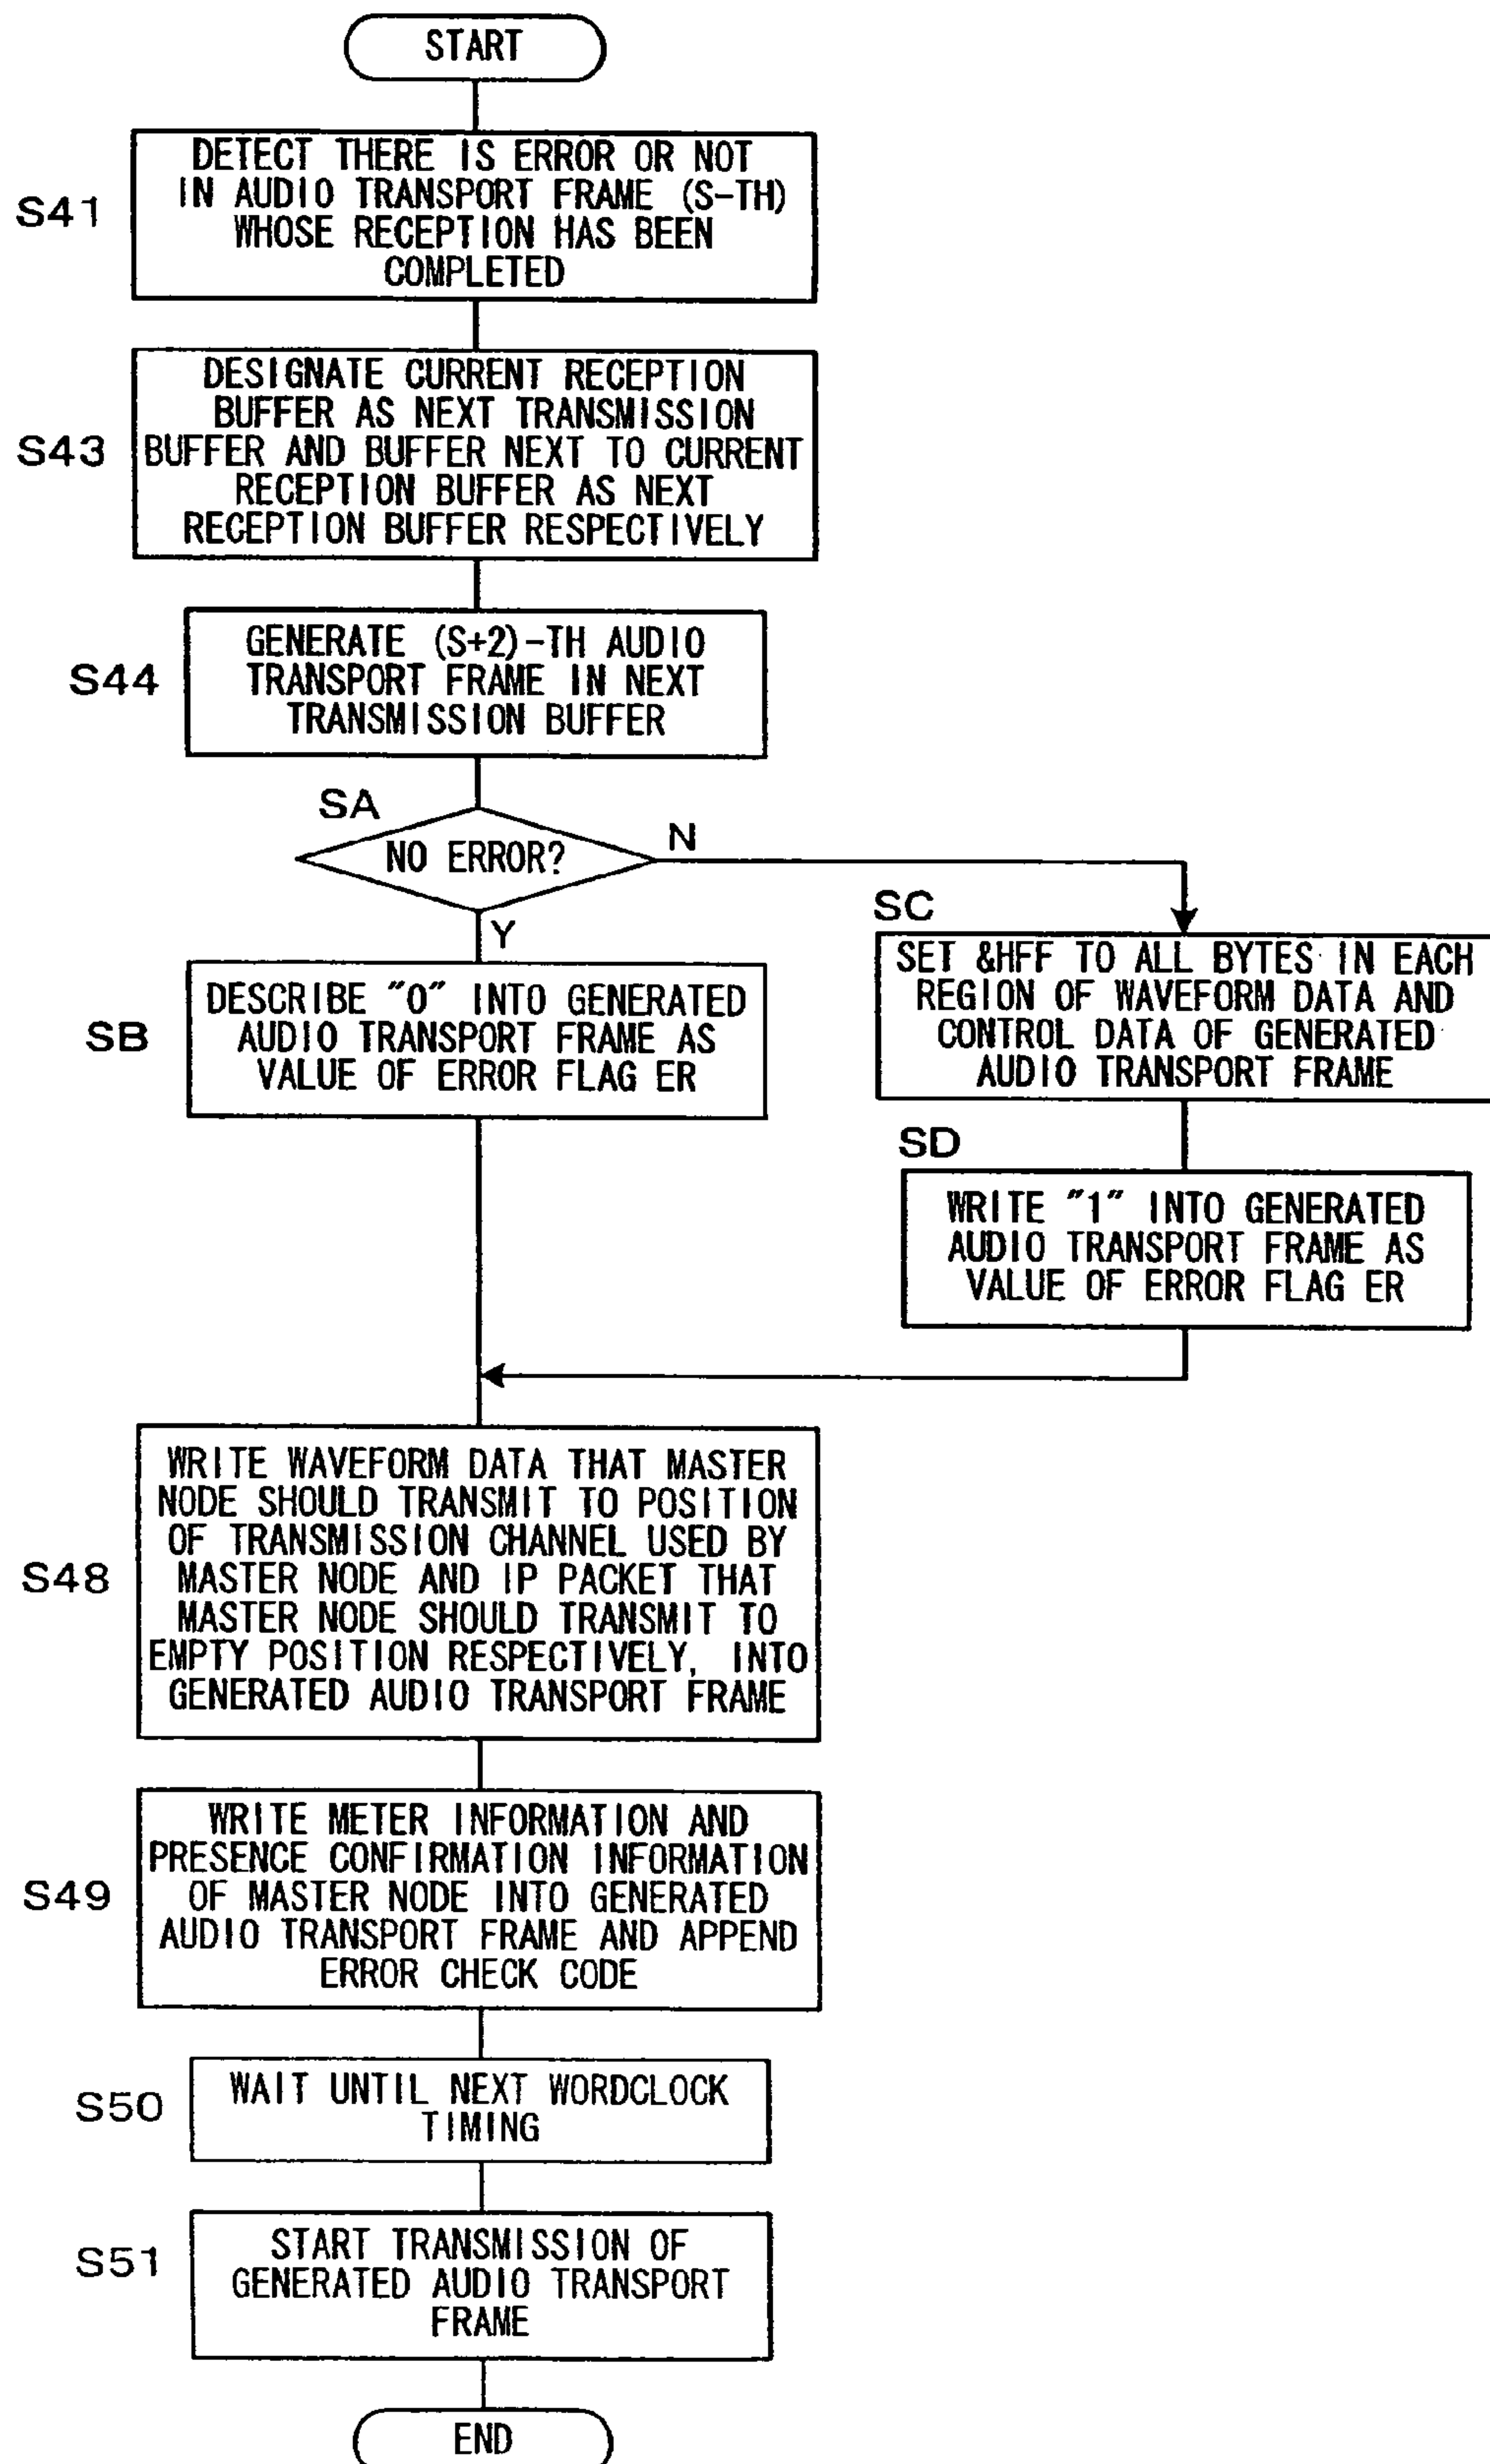 START
S41
DETECT THERE IS ERROR OR NOT
IN AUDIO TRANSPORT FRAME (S-TH)
WHOSE RECEPTION HAS BEEN
COMPLETED
S43
DESIGNATE CURRENT RECEPTION
BUFFER AS NEXT TRANSMISSION
BUFFER AND BUFFER NEXT TO CURRENT
RECEPTION BUFFER AS NEXT
RECEPTION BUFFER RESPECTIVELY
S44
GENERATE (S+2)-TH AUDIO
TRANSPORT FRAME IN NEXT
TRANSMISSION BUFFER
SA
NO ERROR?
N
Y
SB
DESCRIBE "0" INTO GENERATED
AUDIO TRANSPORT FRAME AS
VALUE OF ERROR FLAG ER
SC
SET &HFF TO ALL BYTES IN EACH
REGION OF WAVEFORM DATA AND
CONTROL DATA OF GENERATED
AUDIO TRANSPORT FRAME
SD
WRITE "1" INTO GENERATED
AUDIO TRANSPORT FRAME AS
VALUE OF ERROR FLAG ER
S48
WRITE WAVEFORM DATA THAT MASTER
NODE SHOULD TRANSMIT TO POSITION
OF TRANSMISSION CHANNEL USED BY
MASTER NODE AND IP PACKET THAT
MASTER NODE SHOULD TRANSMIT TO
EMPTY POSITION RESPECTIVELY, INTO
GENERATED AUDIO TRANSPORT FRAME
S49
WRITE METER INFORMATION AND
PRESENCE CONFIRMATION INFORMATION
OF MASTER NODE INTO GENERATED
AUDIO TRANSPORT FRAME AND APPEND
ERROR CHECK CODE
S50
WAIT UNTIL NEXT WORDCLOCK
TIMING
S51
START TRANSMISSION OF
GENERATED AUDIO TRANSPORT
FRAME
END